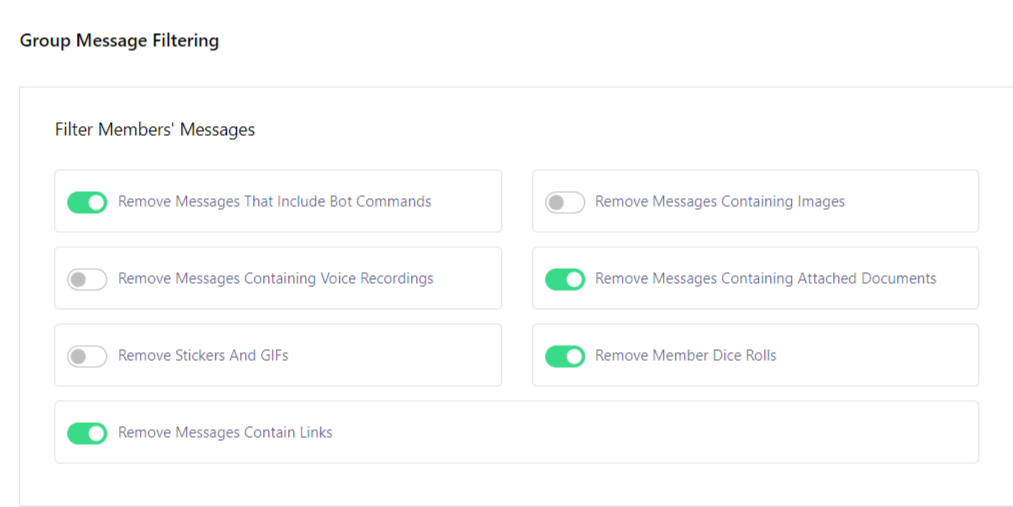 Group Message Filtering
Filter Members' Messages
Remove Messages That Include Bot Commands
Remove Messages Containing Images
Remove Messages Containing Voice Recordings
Remove Messages Containing Attached Documents
Remove Stickers And GIFs
Remove Member Dice Rolls
Remove Messages Contain Links